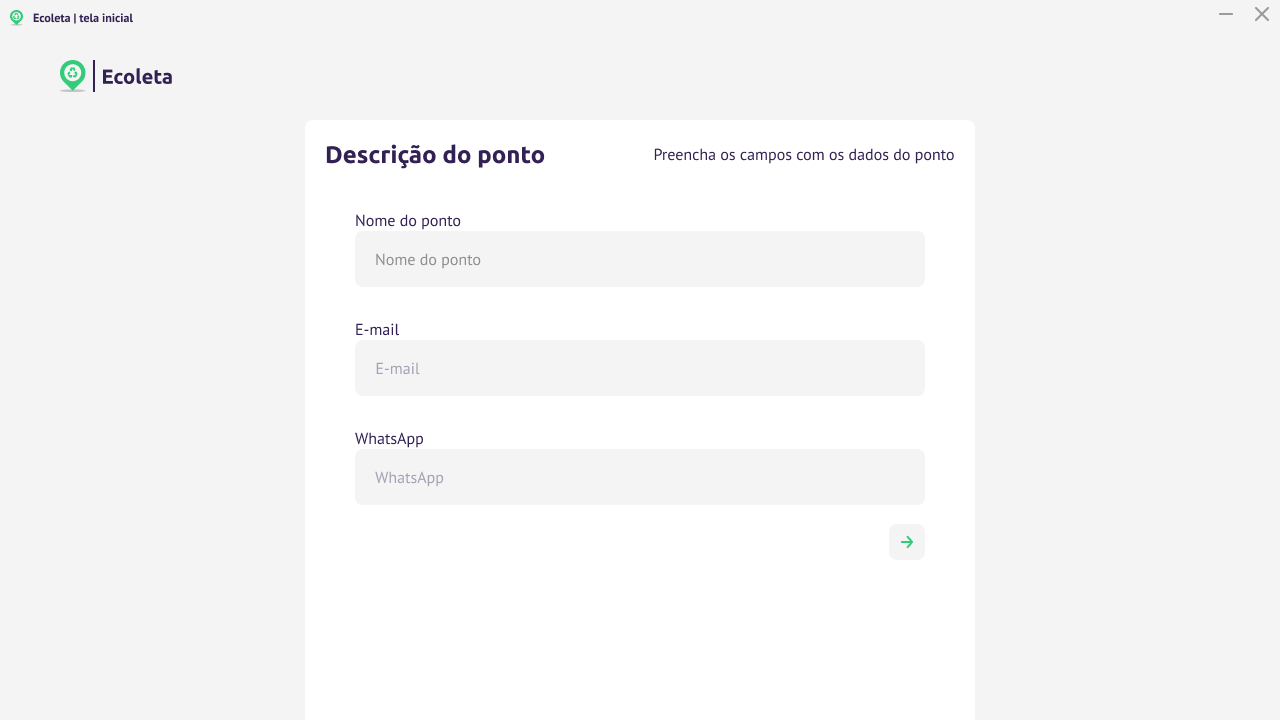 Ecoleta | tela inicial
Ecoleta
Descrição do ponto
Preencha os campos com os dados do ponto
Nome do ponto
Nome do ponto
E-mail
E-mail
WhatsApp
WhatsApp